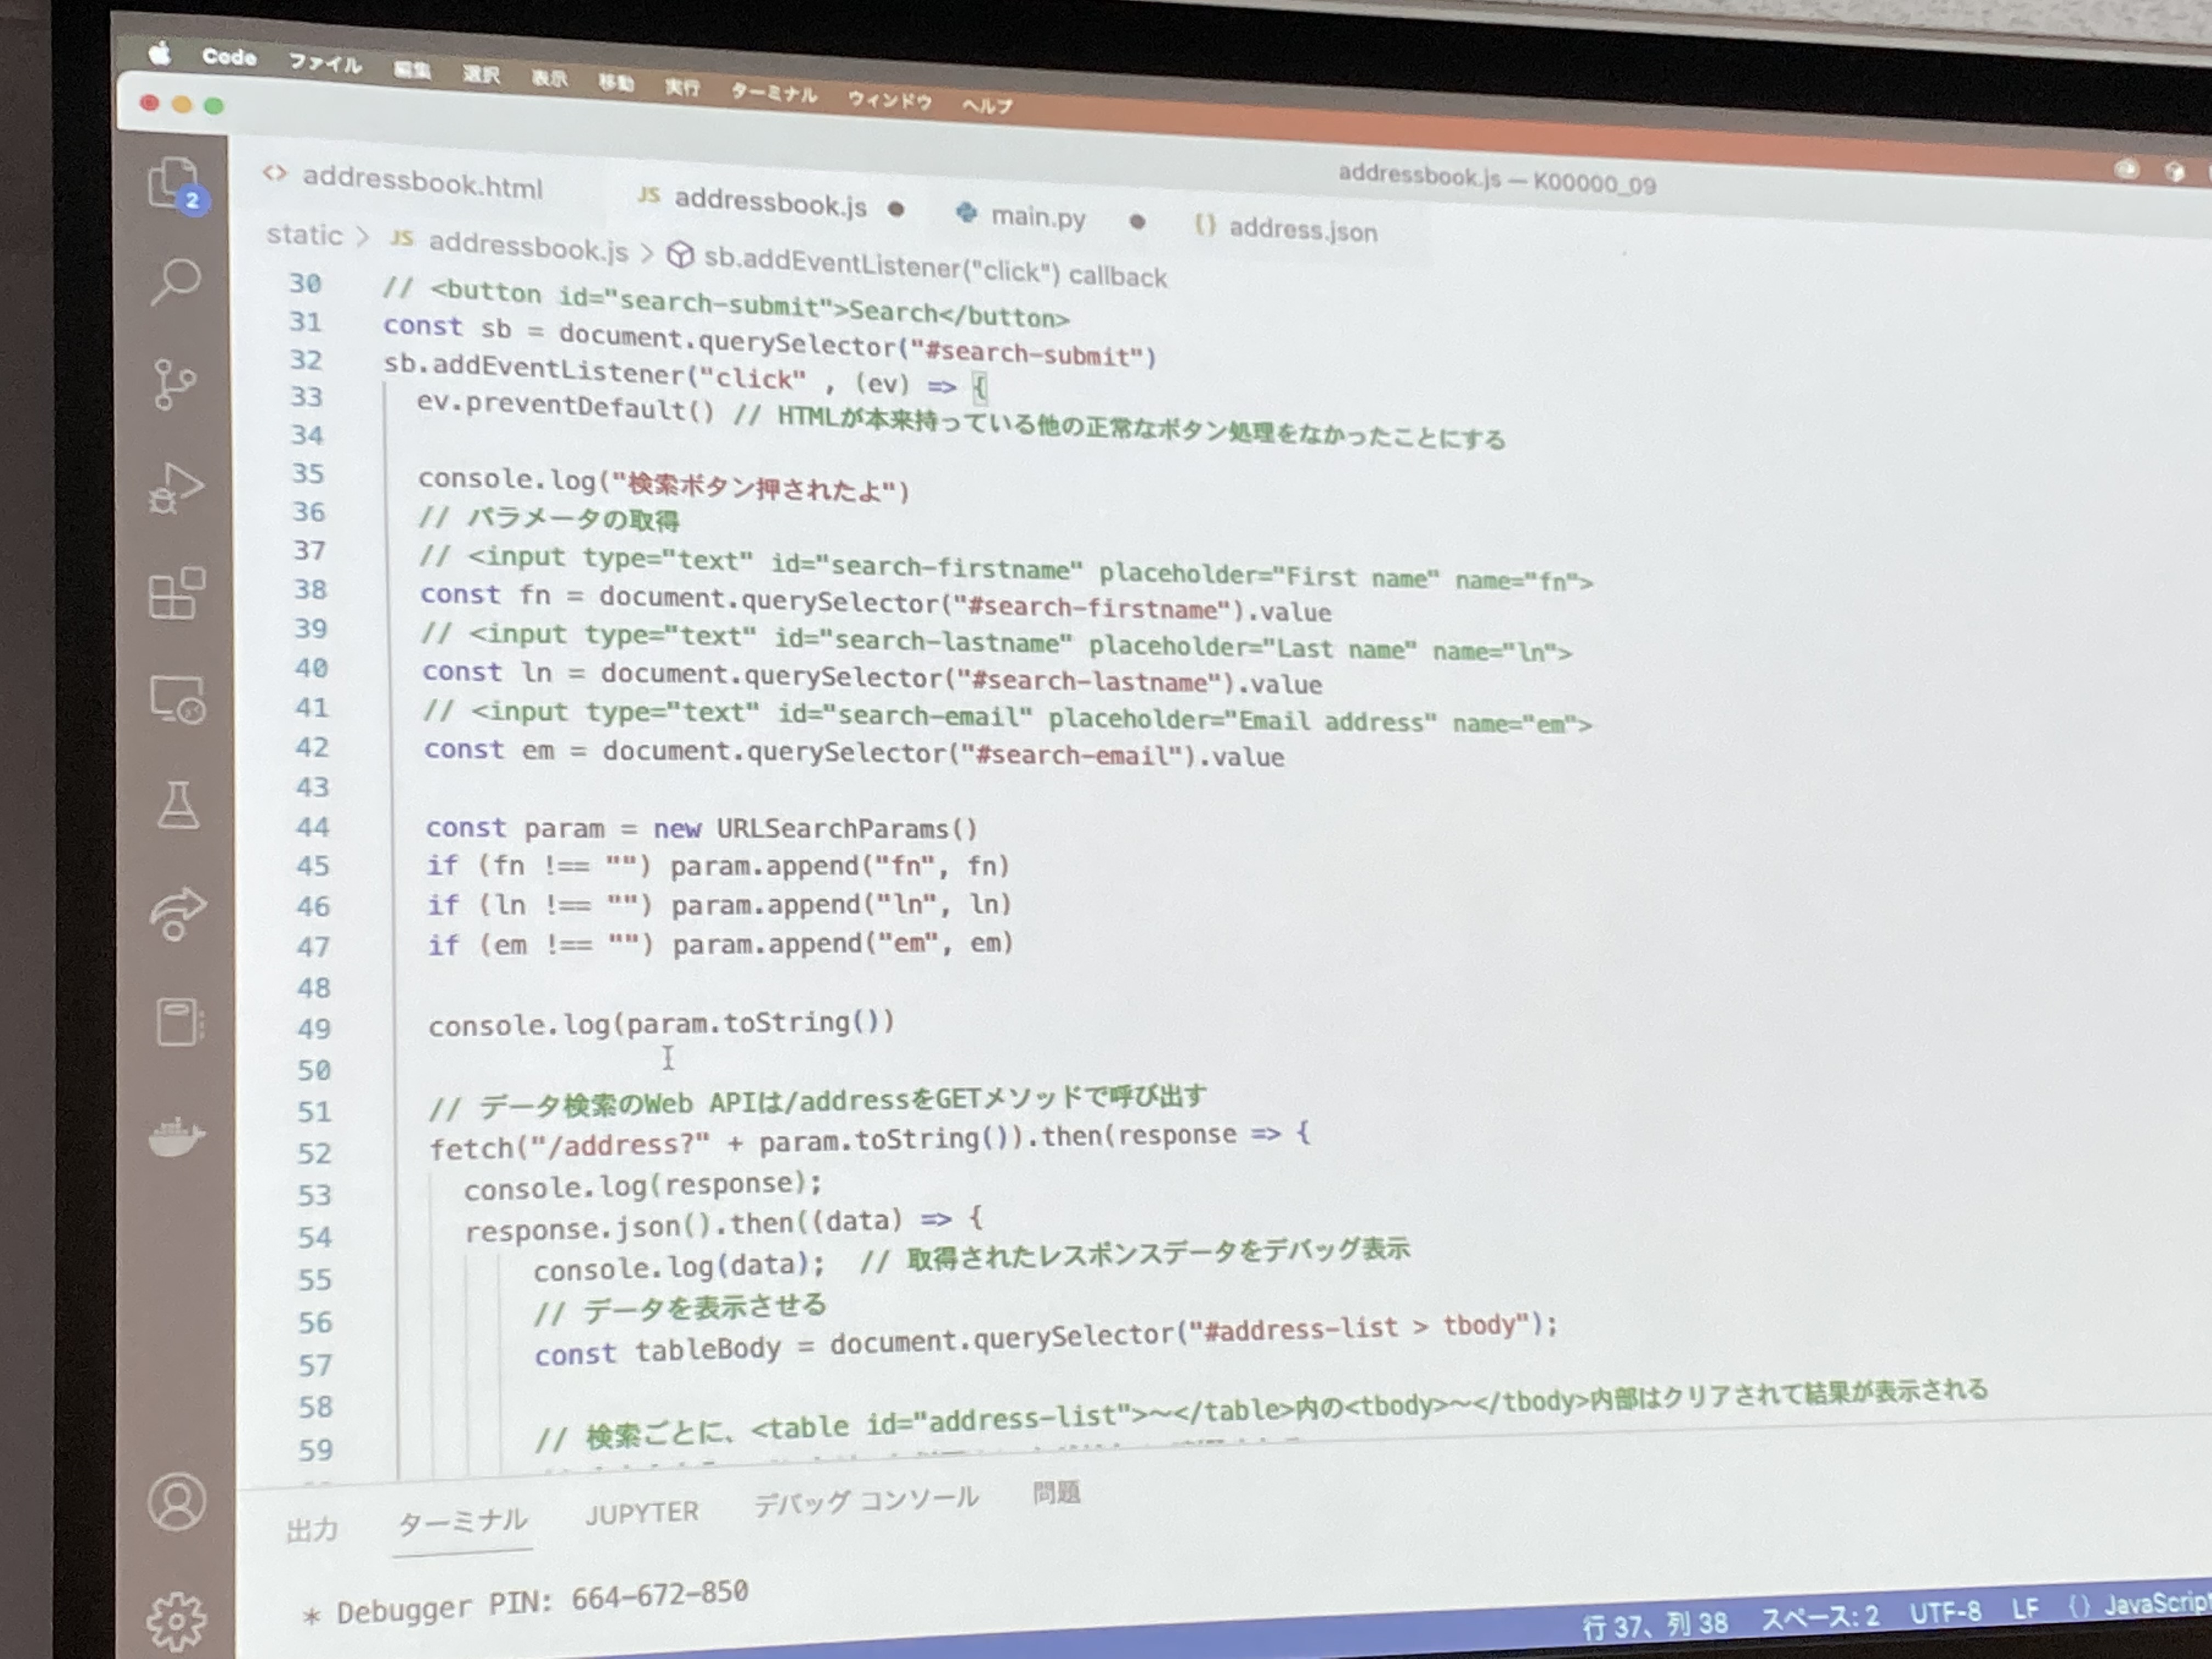 Code ファイル 編集 選択 表示 移動 実行 ターミナル ウィンドウ ヘルプ
addressbook.js — K00000_09
2
<> addressbook.html JS addressbook.js ● main.py ● {} address.json
static > JS addressbook.js > sb.addEventListener("click") callback
30 // <button id="search-submit">Search</button>
31 const sb = document.querySelector("#search-submit")
32 sb.addEventListener("click" , (ev) => {
33 ev.preventDefault() // HTMLが本来持っている他の正常なボタン処理をなかったことにする
34
35 console.log("検索ボタン押されたよ")
36 // パラメータの取得
37 // <input type="text" id="search-firstname" placeholder="First name" name="fn">
38 const fn = document.querySelector("#search-firstname").value
39 // <input type="text" id="search-lastname" placeholder="Last name" name="ln">
40 const ln = document.querySelector("#search-lastname").value
41 // <input type="text" id="search-email" placeholder="Email address" name="em">
42 const em = document.querySelector("#search-email").value
43
44 const param = new URLSearchParams()
45 if (fn !== "") param.append("fn", fn)
46 if (ln !== "") param.append("ln", ln)
47 if (em !== "") param.append("em", em)
48
49 console.log(param.toString())
50
51 // データ検索のWeb APIは/addressをGETメソッドで呼び出す
52 fetch("/address?" + param.toString()).then(response => {
53 console.log(response);
54 response.json().then((data) => {
55 console.log(data); // 取得されたレスポンスデータをデバッグ表示
56 // データを表示させる
57 const tableBody = document.querySelector("#address-list > tbody");
58
59 // 検索ごとに、<table id="address-list">〜</table>内の<tbody>〜</tbody>内部はクリアされて結果が表示される
出力 ターミナル JUPYTER デバッグ コンソール 問題
* Debugger PIN: 664-672-850
行 37、列 38 スペース: 2 UTF-8 LF {} JavaScript